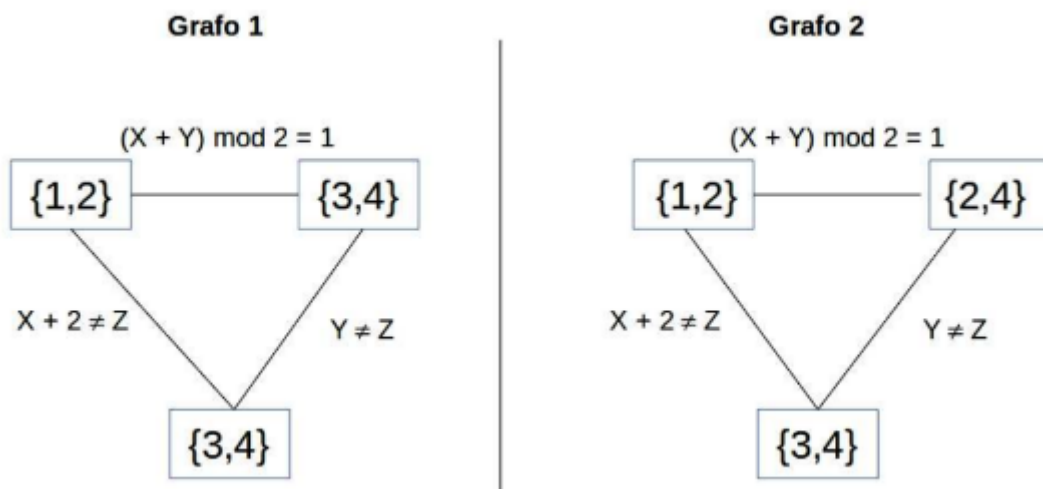 Grafo 1
(X + Y) mod 2 = 1
{1,2}
{3,4}
X + 2 ≠ Z
Y ≠ Z
{3,4}
Grafo 2
(X + Y) mod 2 = 1
{1,2}
{2,4}
X + 2 ≠ Z
Y ≠ Z
{3,4}